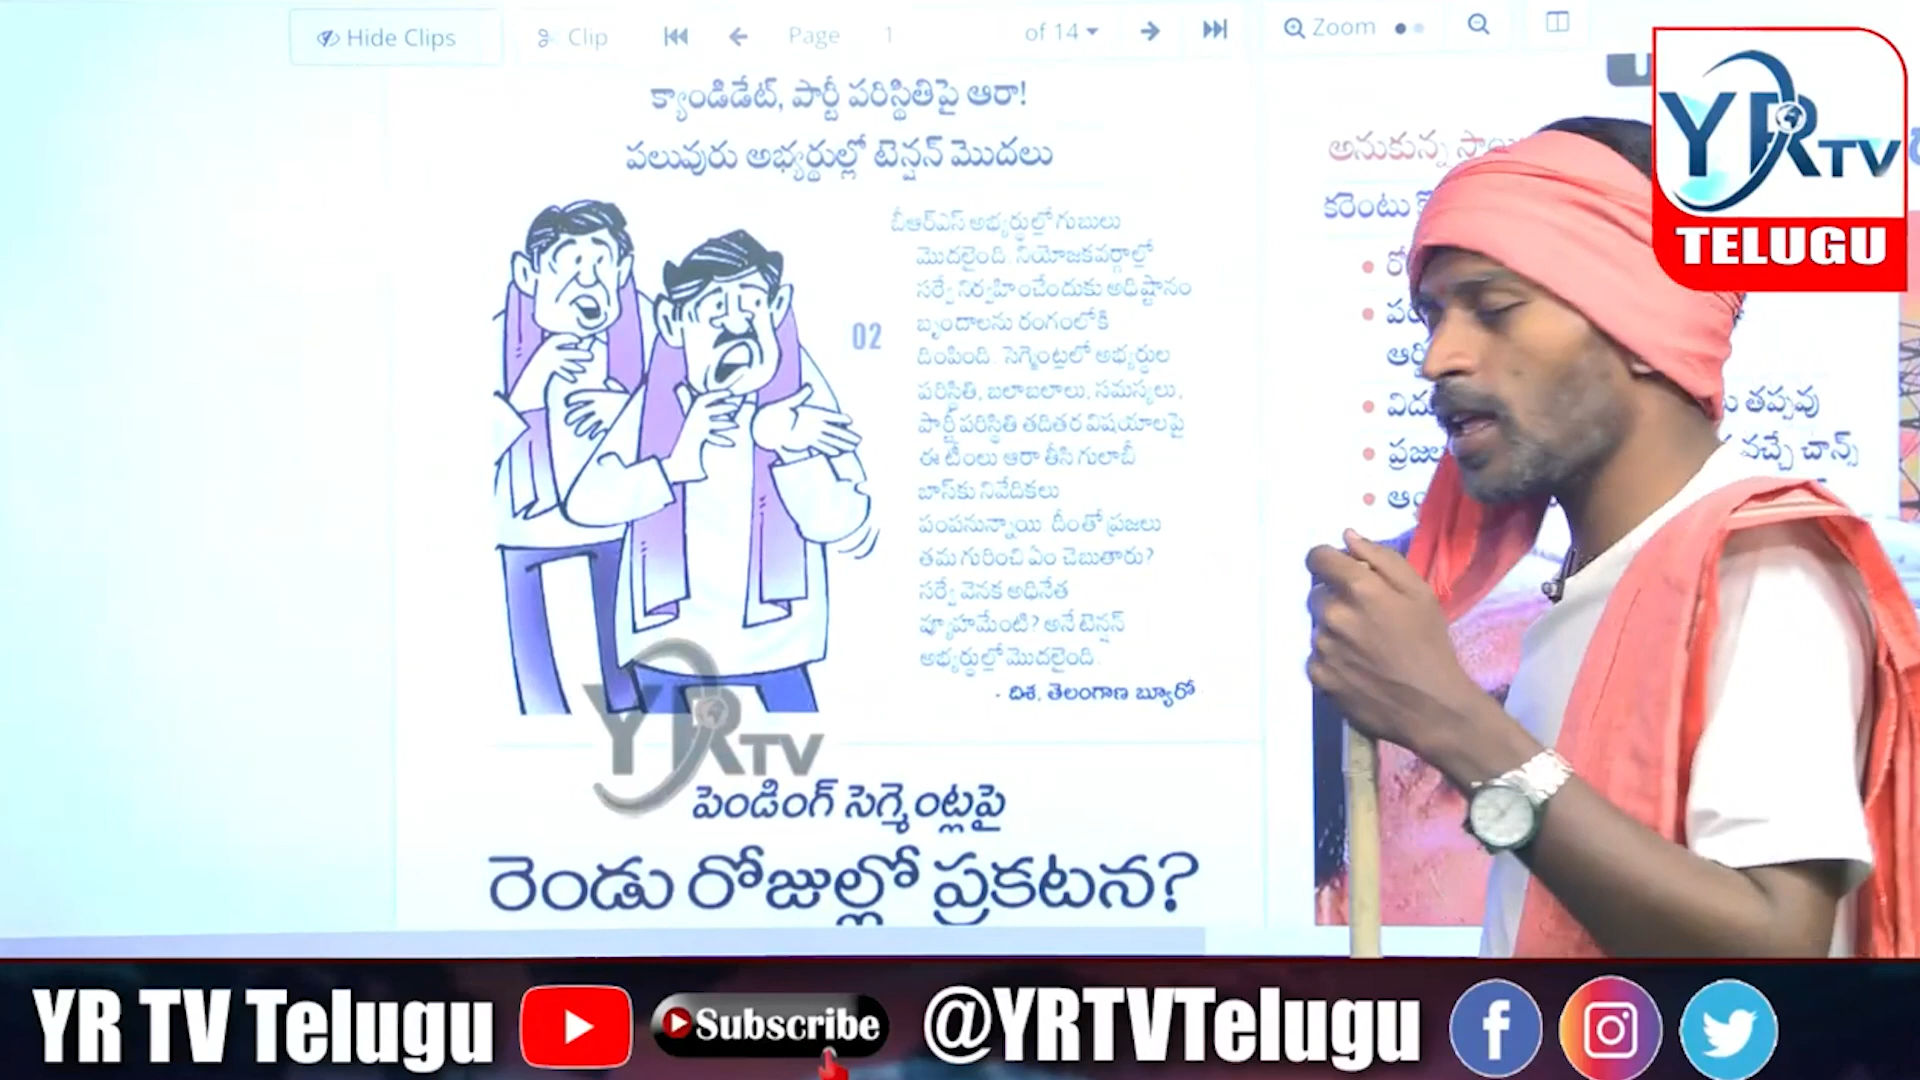 Hide Clips
Clip
Page 1 of 14
Zoom
క్యాండిడేట్, పార్టీ పరిస్థితిపై ఆరా!
పలువురు అభ్యర్థుల్లో టెన్షన్ మొదలు
బీఆర్ఎస్ అభ్యర్థుల్లో గుబులు
మొదలైంది. నియోజకవర్గాల్లో
సర్వే నిర్వహించేందుకు అధిష్టానం
బృందాలను రంగంలోకి
దింపింది. సెగ్మెంట్లలో అభ్యర్థుల
పరిస్థితి, బలాబలాలు, సమస్యలు,
పార్టీ పరిస్థితి తదితర విషయాలపై
ఈ టీంలు ఆరా తీసి గులాబీ
బాస్‌కు నివేదికలు
పంపనున్నాయి. దీంతో ప్రజలు
తమ గురించి ఏం చెబుతారు?
సర్వే వెనక అధినేత
వ్యూహమేంటి? అనే టెన్షన్
అభ్యర్థుల్లో మొదలైంది.
- దిశ, తెలంగాణ బ్యూరో
02
YR TV
పెండింగ్ సెగ్మెంట్లపై
రెండు రోజుల్లో ప్రకటన?
అనుకున్న
కరెంటు
తప్పవు
వచ్చే చాన్స్
YR TV
TELUGU
YR TV Telugu
Subscribe
@YRTVTelugu